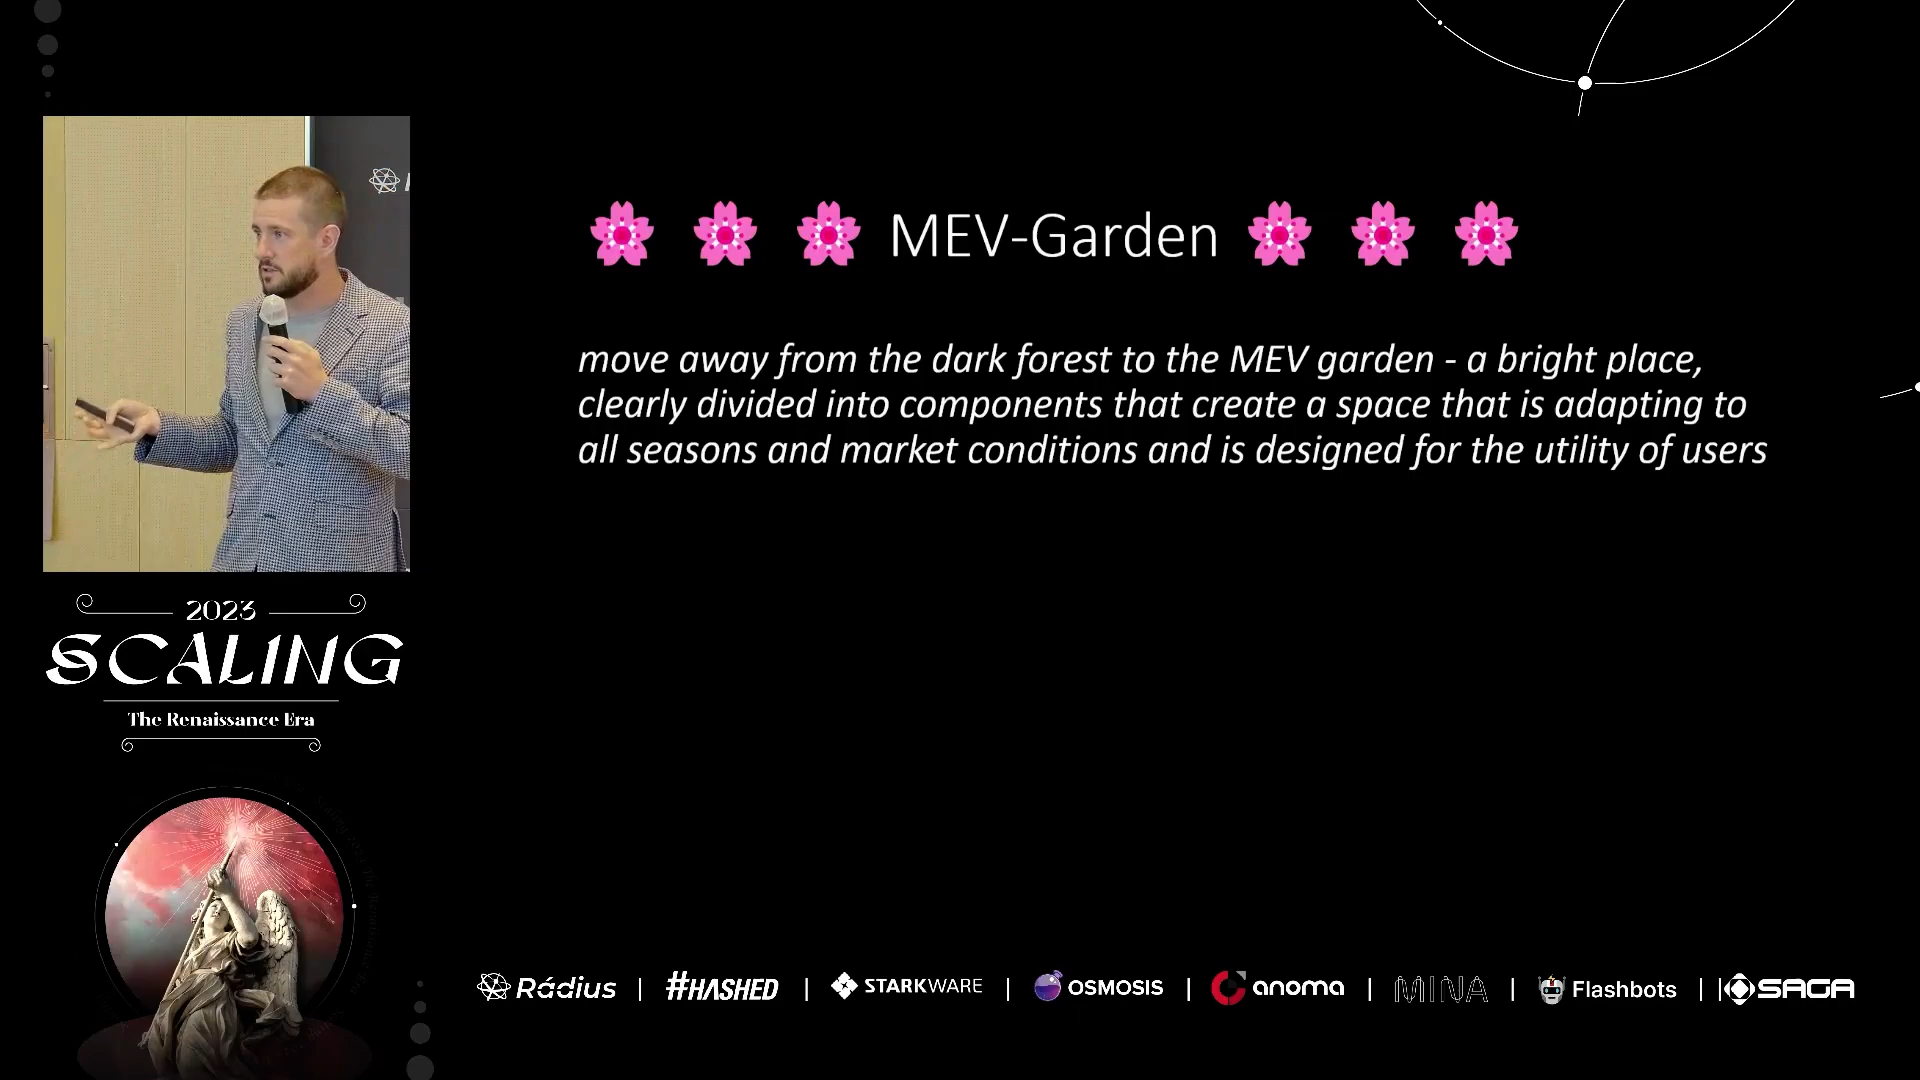 MEV-Garden
move away from the dark forest to the MEV garden - a bright place,
clearly divided into components that create a space that is adapting to
all seasons and market conditions and is designed for the utility of users
2023
SCALING
The Renaissance Era
Rádius | #HASHED | STARKWARE | OSMOSIS | anoma | MINA | Flashbots | SAGA